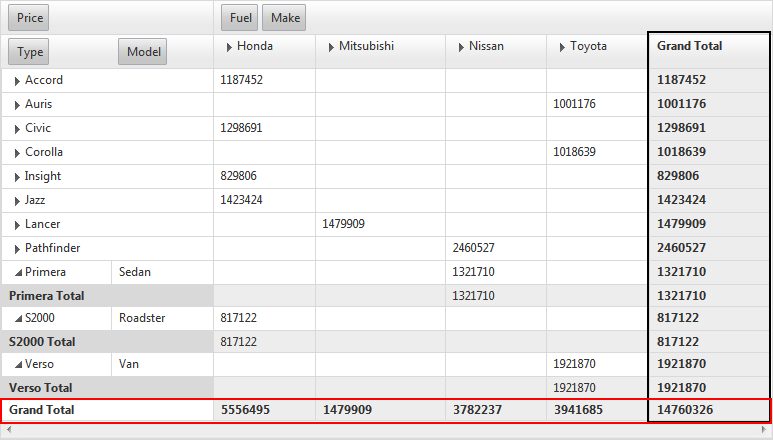 Price Fuel Make
Type Model Honda Mitsubishi Nissan Toyota Grand Total
Accord 1187452 1187452
Auris 1001176 1001176
Civic 1298691 1298691
Corolla 1018639 1018639
Insight 829806 829806
Jazz 1423424 1423424
Lancer 1479909 1479909
Pathfinder 2460527 2460527
Primera Sedan 1321710 1321710
Primera Total 1321710 1321710
S2000 Roadster 817122 817122
S2000 Total 817122 817122
Verso Van 1921870 1921870
Verso Total 1921870 1921870
Grand Total 5556495 1479909 3782237 3941685 14760326